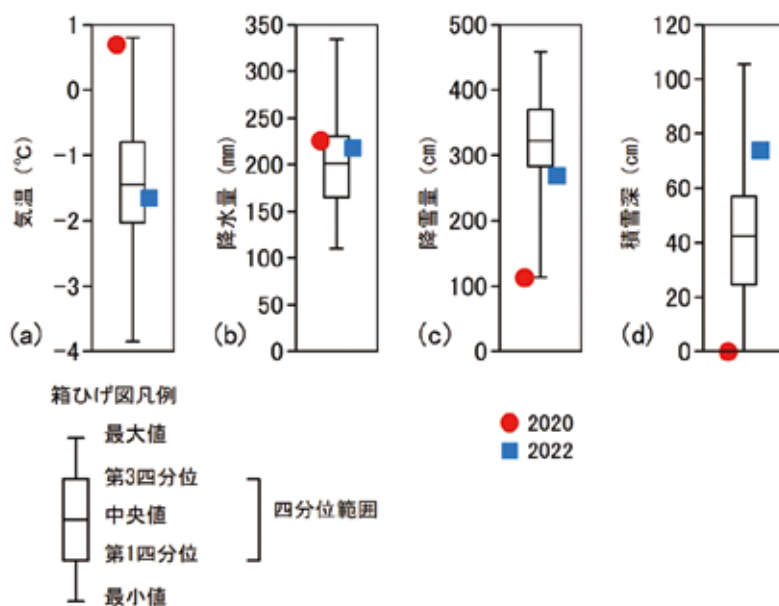 1
0
-1
-2
-3
-4
気温 (℃)
(a)
350
300
250
200
150
100
50
0
降水量 (mm)
(b)
500
400
300
200
100
0
降雪量 (cm)
(c)
120
100
80
60
40
20
0
積雪深 (cm)
(d)
箱ひげ図凡例
最大値
第3四分位
中央値
第1四分位
最小値
四分位範囲
2020
2022